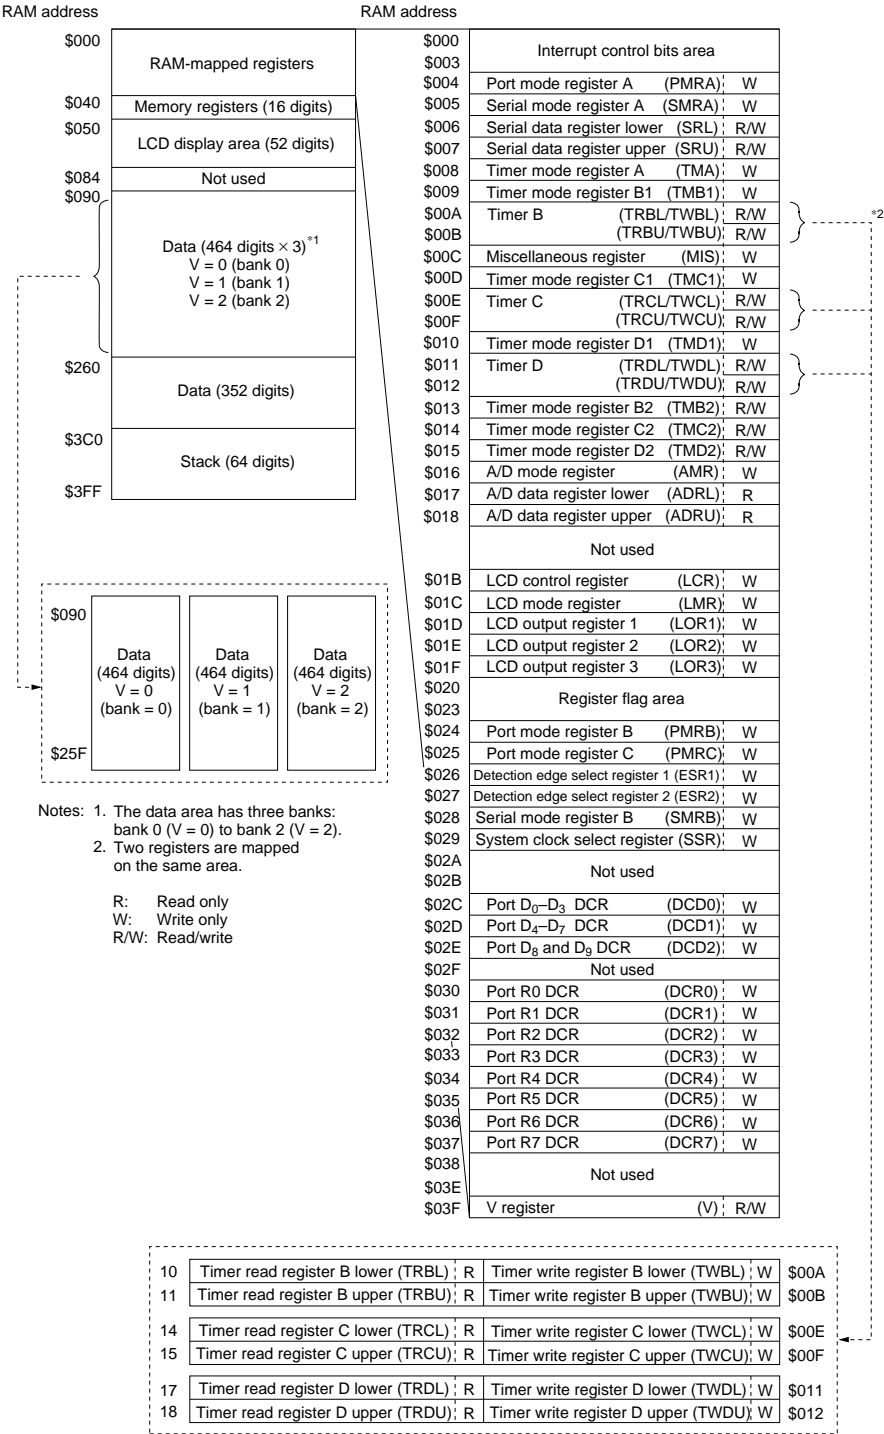 RAM address
$000
RAM-mapped registers
$040
Memory registers (16 digits)
$050
LCD display area (52 digits)
$084
Not used
$090
Data (464 digits × 3)*1
V = 0 (bank 0)
V = 1 (bank 1)
V = 2 (bank 2)
$260
Data (352 digits)
$3C0
Stack (64 digits)
$3FF
$090
$25F
Data
(464 digits)
V = 0
(bank = 0)
Data
(464 digits)
V = 1
(bank = 1)
Data
(464 digits)
V = 2
(bank = 2)
Notes: 1. The data area has three banks:
bank 0 (V = 0) to bank 2 (V = 2).
2. Two registers are mapped
on the same area.
R: Read only
W: Write only
R/W: Read/write
RAM address
$000
Interrupt control bits area
$003
$004 Port mode register A (PMRA) W
$005 Serial mode register A (SMRA) W
$006 Serial data register lower (SRL) R/W
$007 Serial data register upper (SRU) R/W
$008 Timer mode register A (TMA) W
$009 Timer mode register B1 (TMB1) W
$00A Timer B (TRBL/TWBL) R/W
*2
$00B (TRBU/TWBU) R/W
$00C Miscellaneous register (MIS) W
$00D Timer mode register C1 (TMC1) W
$00E Timer C (TRCL/TWCL) R/W
$00F (TRCU/TWCU) R/W
$010 Timer mode register D1 (TMD1) W
$011 Timer D (TRDL/TWDL) R/W
$012 (TRDU/TWDU) R/W
$013 Timer mode register B2 (TMB2) R/W
$014 Timer mode register C2 (TMC2) R/W
$015 Timer mode register D2 (TMD2) R/W
$016 A/D mode register (AMR) W
$017 A/D data register lower (ADRL) R
$018 A/D data register upper (ADRU) R
Not used
$01B LCD control register (LCR) W
$01C LCD mode register (LMR) W
$01D LCD output register 1 (LOR1) W
$01E LCD output register 2 (LOR2) W
$01F LCD output register 3 (LOR3) W
$020
Register flag area
$023
$024 Port mode register B (PMRB) W
$025 Port mode register C (PMRC) W
$026 Detection edge select register 1 (ESR1) W
$027 Detection edge select register 2 (ESR2) W
$028 Serial mode register B (SMRB) W
$029 System clock select register (SSR) W
$02A
Not used
$02B
$02C Port D0–D3 DCR (DCD0) W
$02D Port D4–D7 DCR (DCD1) W
$02E Port D8 and D9 DCR (DCD2) W
$02F Not used
$030 Port R0 DCR (DCR0) W
$031 Port R1 DCR (DCR1) W
$032 Port R2 DCR (DCR2) W
$033 Port R3 DCR (DCR3) W
$034 Port R4 DCR (DCR4) W
$035 Port R5 DCR (DCR5) W
$036 Port R6 DCR (DCR6) W
$037 Port R7 DCR (DCR7) W
$038
Not used
$03E
$03F V register (V) R/W
10 Timer read register B lower (TRBL) R Timer write register B lower (TWBL) W $00A
11 Timer read register B upper (TRBU) R Timer write register B upper (TWBU) W $00B
14 Timer read register C lower (TRCL) R Timer write register C lower (TWCL) W $00E
15 Timer read register C upper (TRCU) R Timer write register C upper (TWCU) W $00F
17 Timer read register D lower (TRDL) R Timer write register D lower (TWDL) W $011
18 Timer read register D upper (TRDU) R Timer write register D upper (TWDU) W $012